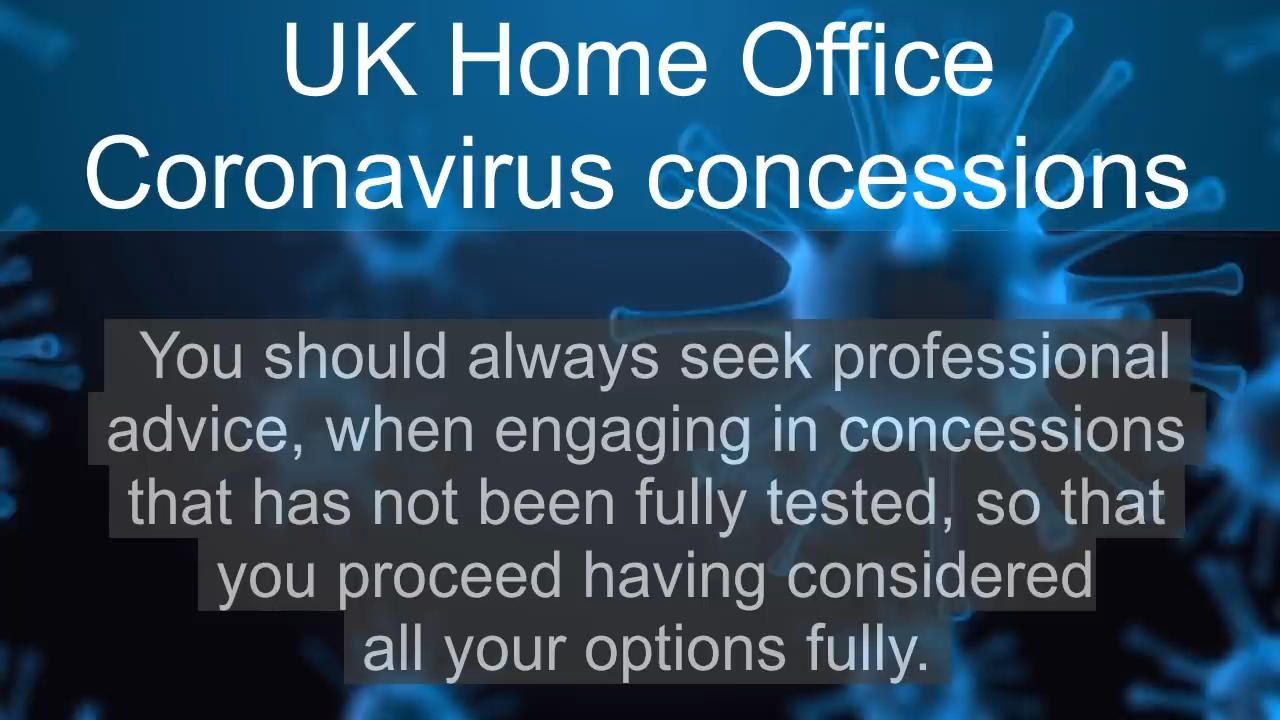 UK Home Office
Coronavirus concessions
You should always seek professional
advice, when engaging in concessions
that has not been fully tested, so that
you proceed having considered
all your options fully.